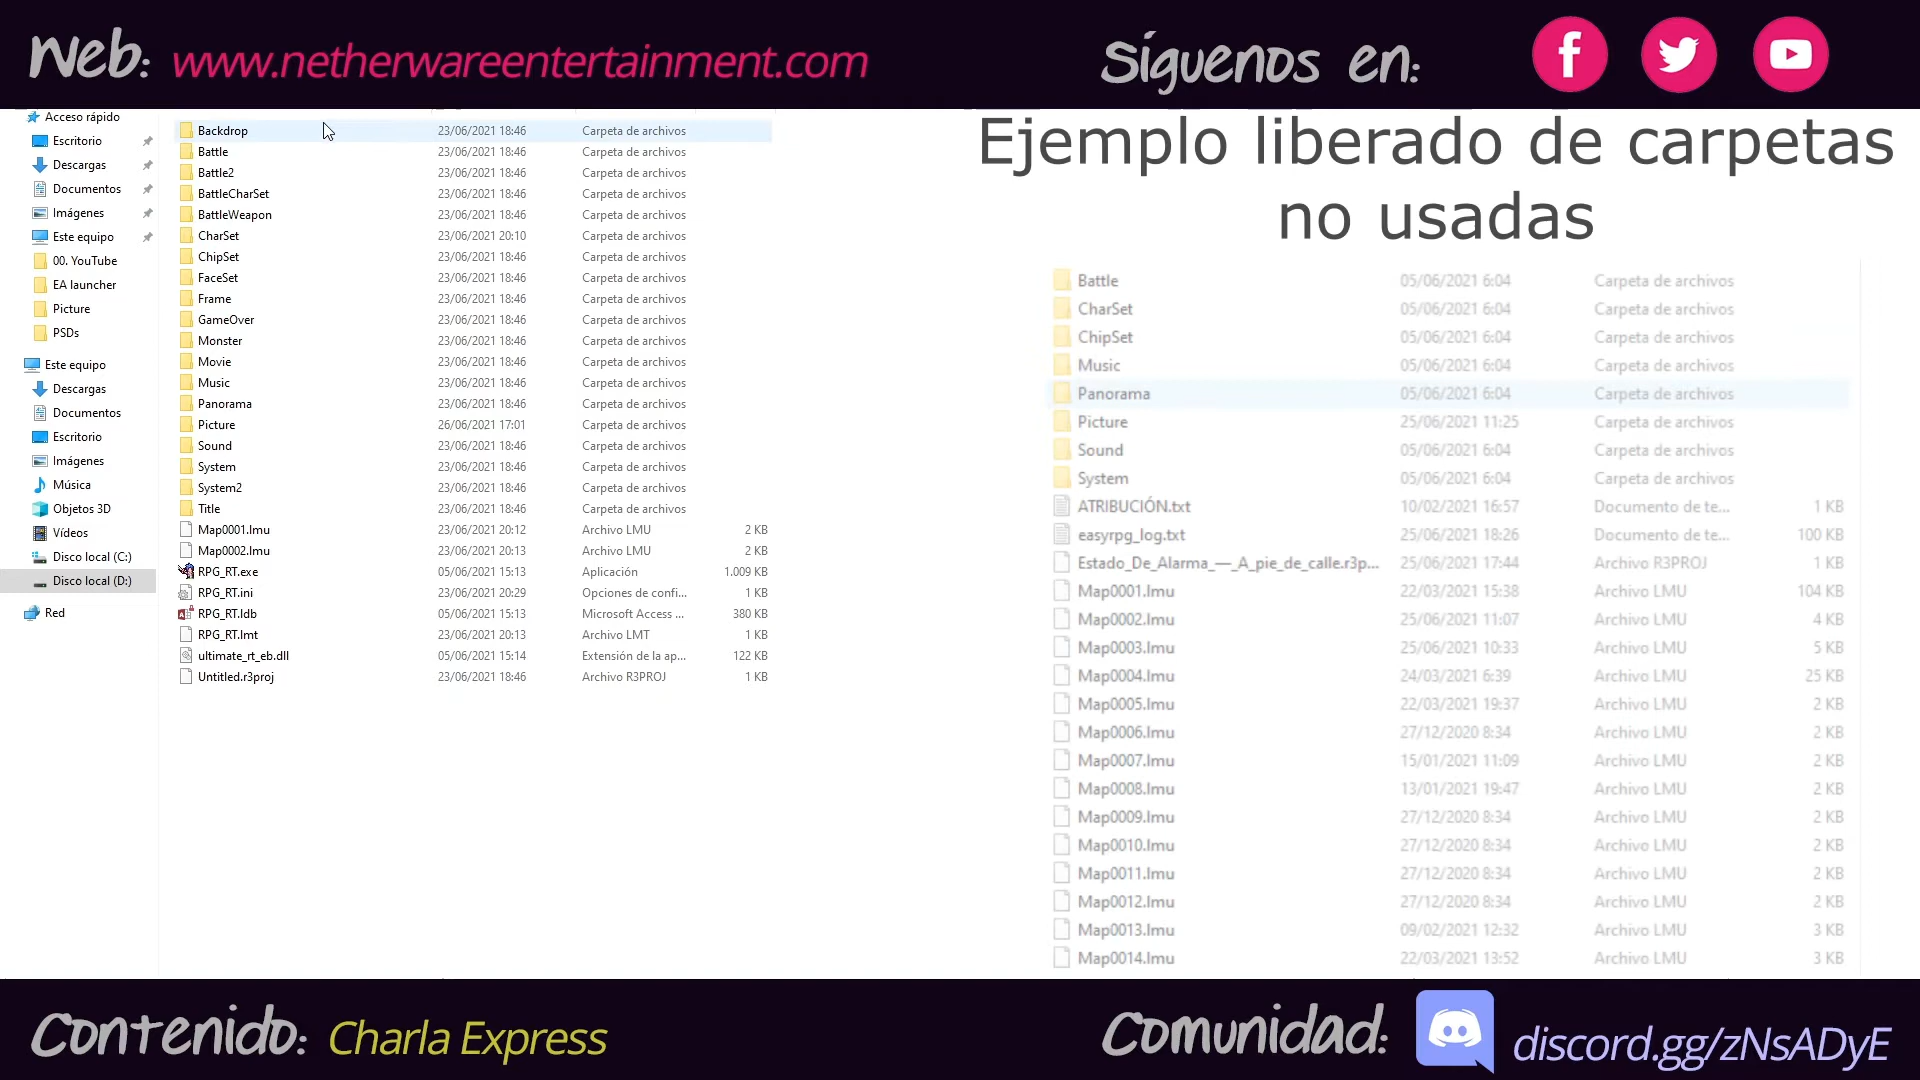 Web: www.netherwareentertainment.com
Síguenos en:
Acceso rápido
Escritorio
Descargas
Documentos
Imágenes
Este equipo
00. YouTube
EA launcher
Picture
PSDs
Este equipo
Descargas
Documentos
Escritorio
Imágenes
Música
Objetos 3D
Vídeos
Disco local (C:)
Disco local (D:)
Red
Backdrop 23/06/2021 18:46 Carpeta de archivos
Battle 23/06/2021 18:46 Carpeta de archivos
Battle2 23/06/2021 18:46 Carpeta de archivos
BattleCharSet 23/06/2021 18:46 Carpeta de archivos
BattleWeapon 23/06/2021 18:46 Carpeta de archivos
CharSet 23/06/2021 20:10 Carpeta de archivos
ChipSet 23/06/2021 18:46 Carpeta de archivos
FaceSet 23/06/2021 18:46 Carpeta de archivos
Frame 23/06/2021 18:46 Carpeta de archivos
GameOver 23/06/2021 18:46 Carpeta de archivos
Monster 23/06/2021 18:46 Carpeta de archivos
Movie 23/06/2021 18:46 Carpeta de archivos
Music 23/06/2021 18:46 Carpeta de archivos
Panorama 23/06/2021 18:46 Carpeta de archivos
Picture 26/06/2021 17:01 Carpeta de archivos
Sound 23/06/2021 18:46 Carpeta de archivos
System 23/06/2021 18:46 Carpeta de archivos
System2 23/06/2021 18:46 Carpeta de archivos
Title 23/06/2021 18:46 Carpeta de archivos
Map0001.lmu 23/06/2021 20:12 Archivo LMU 2 KB
Map0002.lmu 23/06/2021 20:13 Archivo LMU 2 KB
RPG_RT.exe 05/06/2021 15:13 Aplicación 1.009 KB
RPG_RT.ini 23/06/2021 20:29 Opciones de confi... 1 KB
RPG_RT.ldb 05/06/2021 15:13 Microsoft Access ... 380 KB
RPG_RT.lmt 23/06/2021 20:13 Archivo LMT 1 KB
ultimate_rt_eb.dll 05/06/2021 15:14 Extensión de la ap... 122 KB
Untitled.r3proj 23/06/2021 18:46 Archivo R3PROJ 1 KB
Ejemplo liberado de carpetas
no usadas
Battle 05/06/2021 6:04 Carpeta de archivos
CharSet 05/06/2021 6:04 Carpeta de archivos
ChipSet 05/06/2021 6:04 Carpeta de archivos
Music 05/06/2021 6:04 Carpeta de archivos
Panorama 05/06/2021 6:04 Carpeta de archivos
Picture 25/06/2021 11:25 Carpeta de archivos
Sound 05/06/2021 6:04 Carpeta de archivos
System 05/06/2021 6:04 Carpeta de archivos
ATRIBUCIÓN.txt 10/02/2021 16:57 Documento de te... 1 KB
easyrpg_log.txt 25/06/2021 18:26 Documento de te... 100 KB
Estado_De_Alarma_—_A_pie_de_calle.r3p... 25/06/2021 17:44 Archivo R3PROJ 1 KB
Map0001.lmu 22/03/2021 15:38 Archivo LMU 104 KB
Map0002.lmu 25/06/2021 11:07 Archivo LMU 4 KB
Map0003.lmu 25/06/2021 10:33 Archivo LMU 5 KB
Map0004.lmu 24/03/2021 6:39 Archivo LMU 25 KB
Map0005.lmu 22/03/2021 19:37 Archivo LMU 2 KB
Map0006.lmu 27/12/2020 8:34 Archivo LMU 2 KB
Map0007.lmu 15/01/2021 11:09 Archivo LMU 2 KB
Map0008.lmu 13/01/2021 19:47 Archivo LMU 2 KB
Map0009.lmu 27/12/2020 8:34 Archivo LMU 2 KB
Map0010.lmu 27/12/2020 8:34 Archivo LMU 2 KB
Map0011.lmu 27/12/2020 8:34 Archivo LMU 2 KB
Map0012.lmu 27/12/2020 8:34 Archivo LMU 2 KB
Map0013.lmu 09/02/2021 12:32 Archivo LMU 3 KB
Map0014.lmu 22/03/2021 13:52 Archivo LMU 3 KB
Contenido: Charla Express
Comunidad: discord.gg/zNsADyE